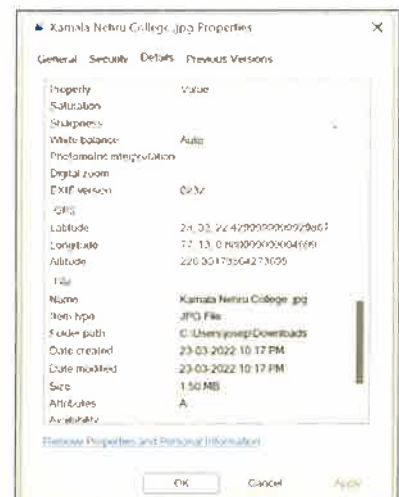 Kamala Nehru College.jpg Properties
General Security Details Previous Versions
Property Value
Saturation
Sharpness
White balance Auto
Photometric interpretation
Digital zoom
EXIF version 0232
GPS
Latitude
Longitude
Altitude
File
Name Kamala Nehru College.jpg
Item type JPG File
Folder path C:\Users\josep\Downloads
Date created 23-03-2022 10:17 PM
Date modified 23-03-2022 10:17 PM
Size 1.50 MB
Attributes A
Availability
Remove Properties and Personal Information
OK Cancel Apply